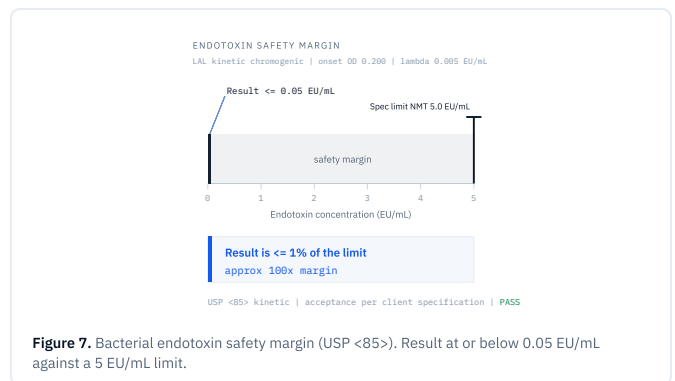 ENDOTOXIN SAFETY MARGIN
LAL kinetic chromogenic | onset OD 0.200 | lambda 0.005 EU/mL
Result <= 0.05 EU/mL
Spec limit NMT 5.0 EU/mL
safety margin
0 1 2 3 4 5
Endotoxin concentration (EU/mL)
Result is <= 1% of the limit
approx 100x margin
USP <85> kinetic | acceptance per client specification | PASS
Figure 7. Bacterial endotoxin safety margin (USP <85>). Result at or below 0.05 EU/mL
against a 5 EU/mL limit.